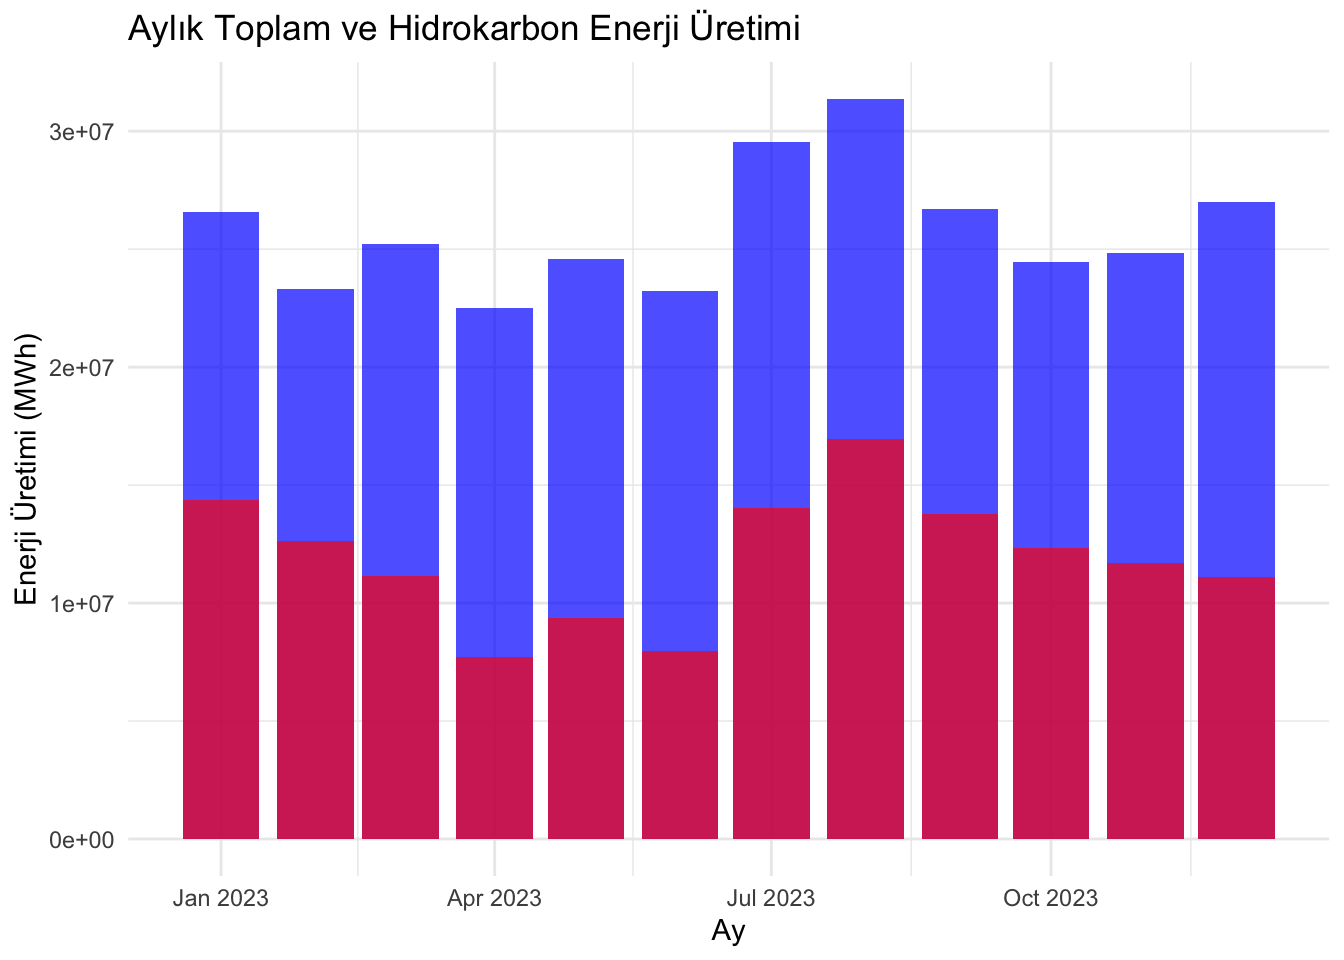 Aylık Toplam ve Hidrokarbon Enerji Üretimi
Enerji Üretimi (MWh)
3e+07
2e+07
1e+07
0e+00
Jan 2023
Apr 2023
Jul 2023
Oct 2023
Ay